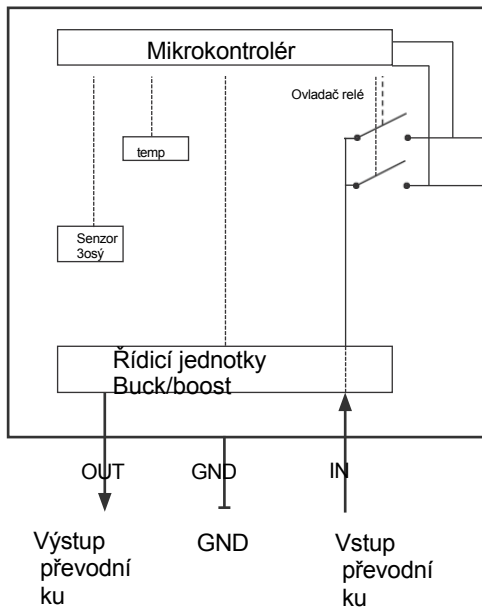 Mikrokontrolér
Ovladač relé
temp
Senzor
3osý
Řídicí jednotky
Buck/boost
OUT
GND
IN
Výstup
převodní
ku
GND
Vstup
převodní
ku